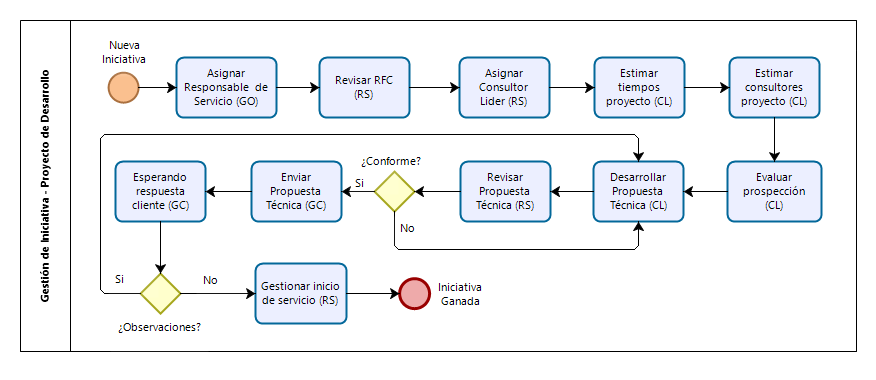 Gestión de Iniciativa - Proyecto de Desarrollo
Nueva
Iniciativa
Asignar
Responsable de
Servicio (GO)
Revisar RFC
(RS)
Asignar
Consultor
Lider (RS)
Estimar
tiempos
proyecto (CL)
Estimar
consultores
proyecto (CL)
Evaluar
prospección
(CL)
Desarrollar
Propuesta
Técnica (CL)
Revisar
Propuesta
Técnica (RS)
¿Conforme?
Si
No
Enviar
Propuesta
Técnica (GC)
Esperando
respuesta
cliente (GC)
Si
No
¿Observaciones?
Gestionar inicio
de servicio (RS)
Iniciativa
Ganada